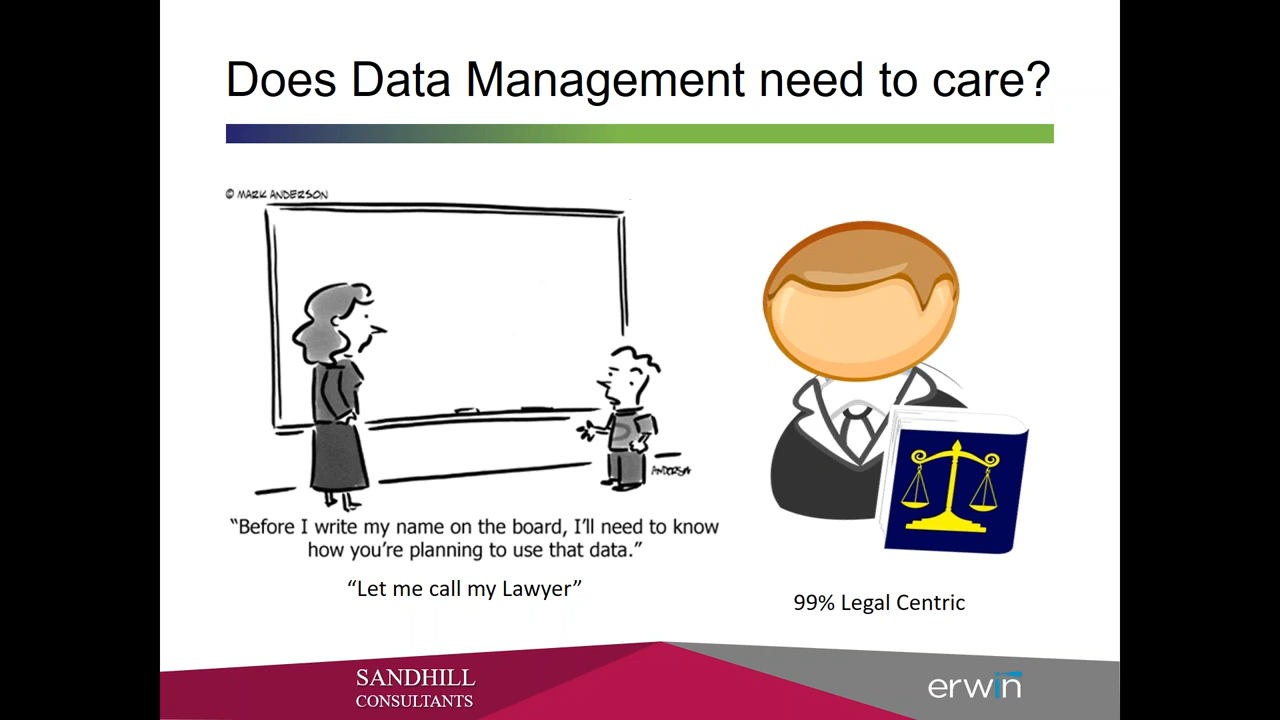 Does Data Management need to care?
© MARK ANDERSON
ANDERSON
“Before I write my name on the board, I’ll need to know
how you’re planning to use that data.”
“Let me call my Lawyer”
99% Legal Centric
SANDHILL
CONSULTANTS
erwin